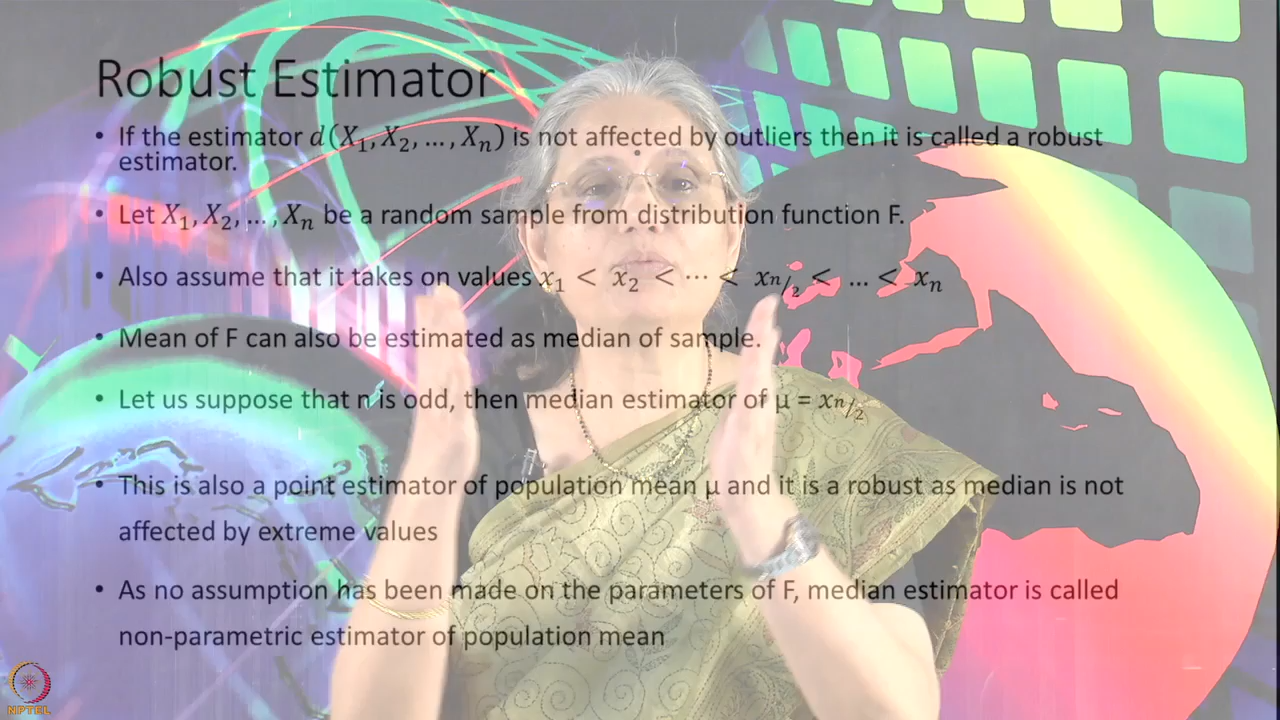 Robust Estimator
• If the estimator d(X₁, X₂, ..., Xₙ) is not affected by outliers then it is called a robust
estimator.
• Let X₁, X₂, ..., Xₙ be a random sample from distribution function F.
• Also assume that it takes on values x₁ < x₂ < ⋯ < x_{n/2} < ... < xₙ
• Mean of F can also be estimated as median of sample.
• Let us suppose that n is odd, then median estimator of μ = x_{n/2}
• This is also a point estimator of population mean μ and it is a robust as median is not
affected by extreme values
• As no assumption has been made on the parameters of F, median estimator is called
non-parametric estimator of population mean
NPTEL